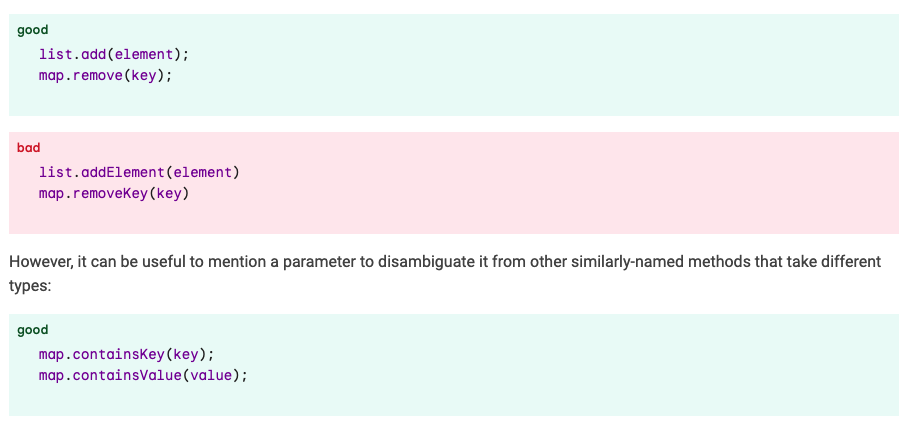 good
list.add(element);
map.remove(key);
bad
list.addElement(element)
map.removeKey(key)
However, it can be useful to mention a parameter to disambiguate it from other similarly-named methods that take different
types:
good
map.containsKey(key);
map.containsValue(value);